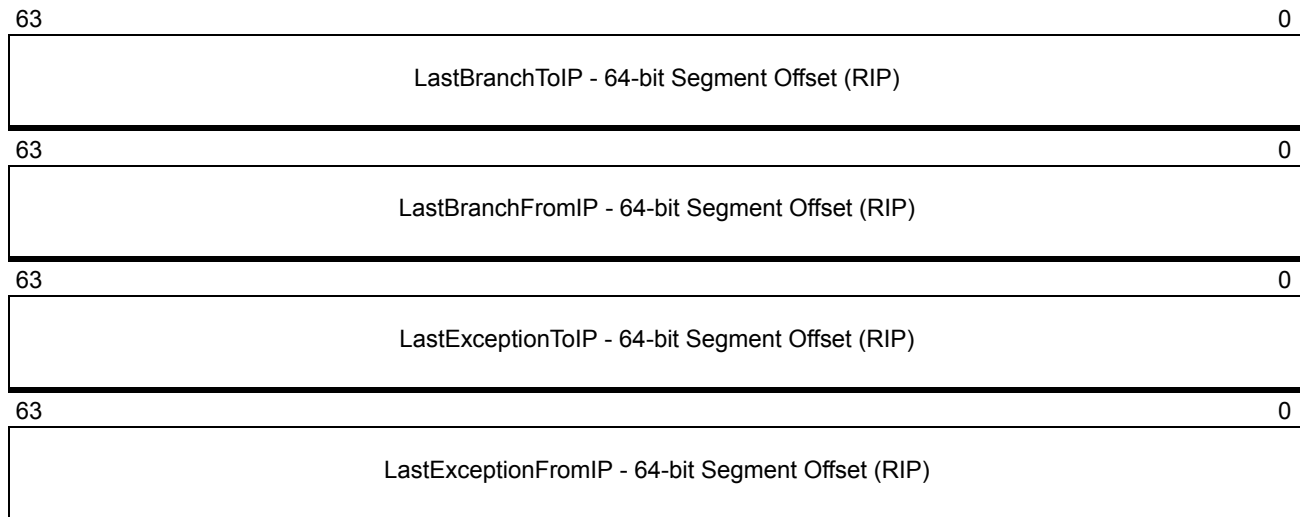 63 0
LastBranchToIP - 64-bit Segment Offset (RIP)
63 0
LastBranchFromIP - 64-bit Segment Offset (RIP)
63 0
LastExceptionToIP - 64-bit Segment Offset (RIP)
63 0
LastExceptionFromIP - 64-bit Segment Offset (RIP)